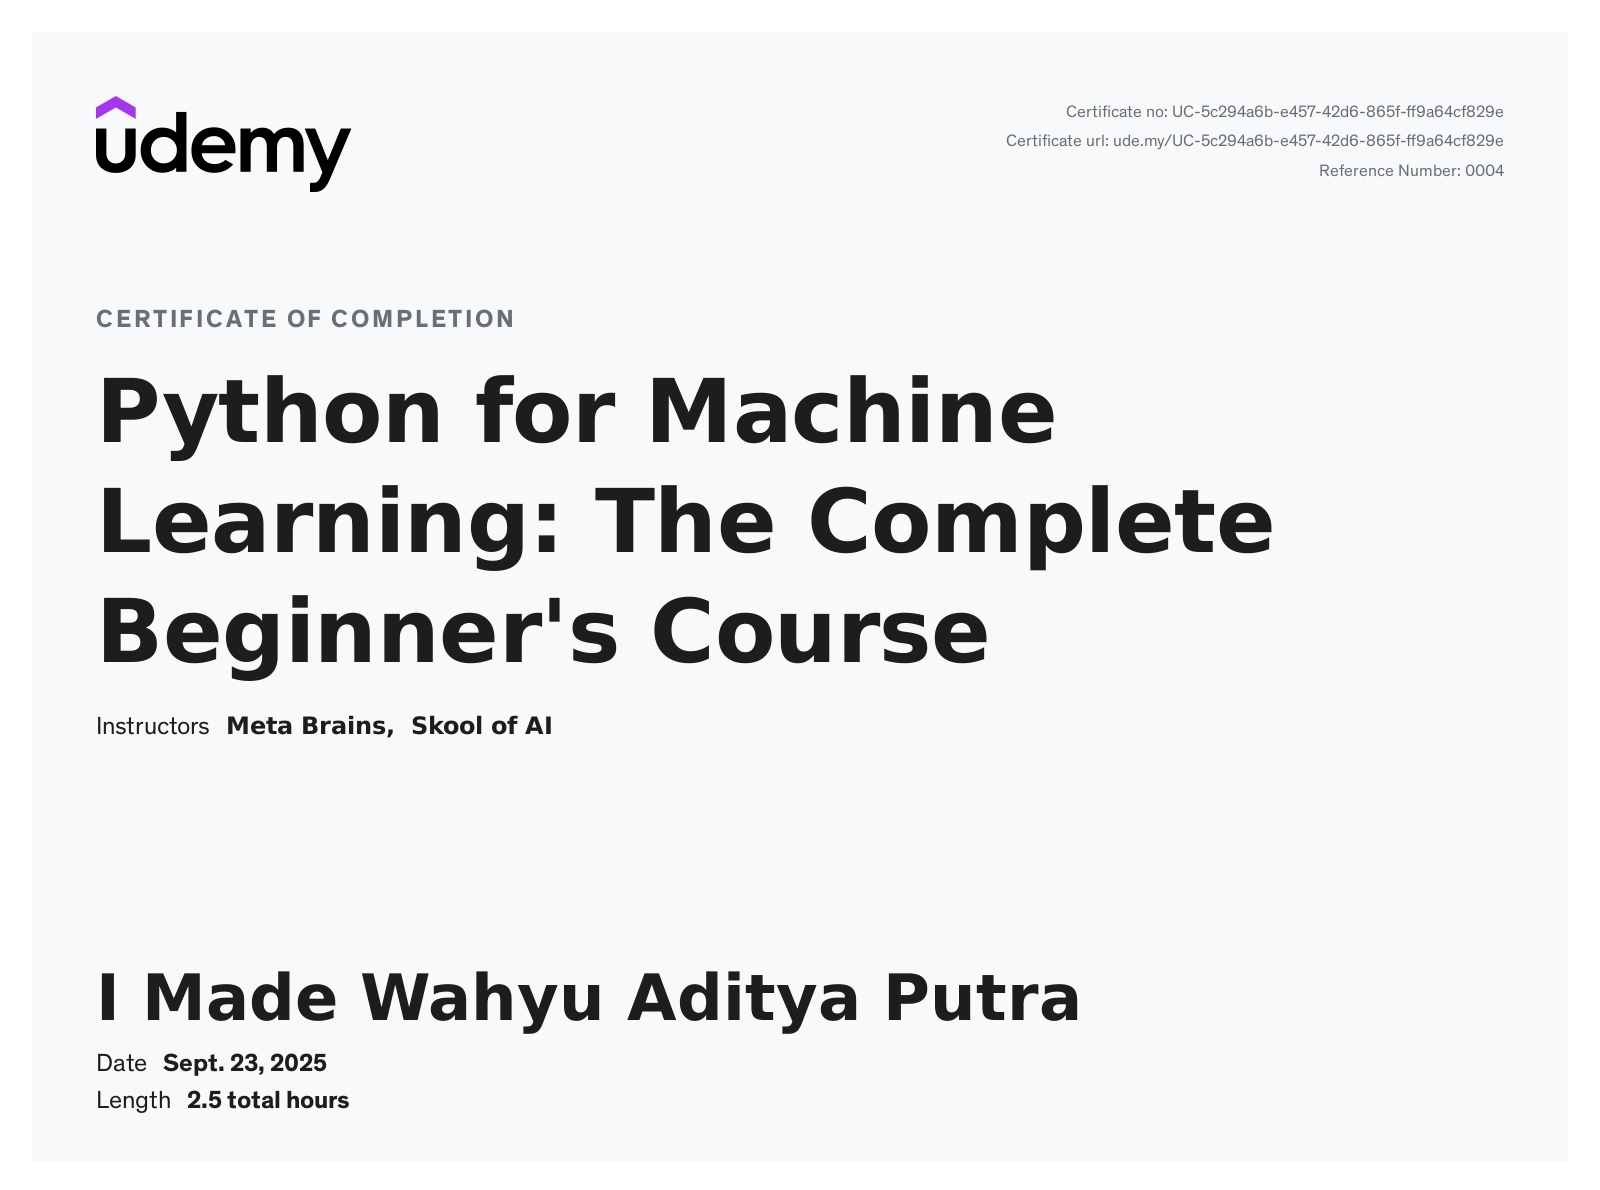 udemy
Certificate no: UC-5c294a6b-e457-42d6-865f-ff9a64cf829e
Certificate url: ude.my/UC-5c294a6b-e457-42d6-865f-ff9a64cf829e
Reference Number: 0004
CERTIFICATE OF COMPLETION
Python for Machine
Learning: The Complete
Beginner's Course
Instructors Meta Brains, Skool of AI
I Made Wahyu Aditya Putra
Date Sept. 23, 2025
Length 2.5 total hours